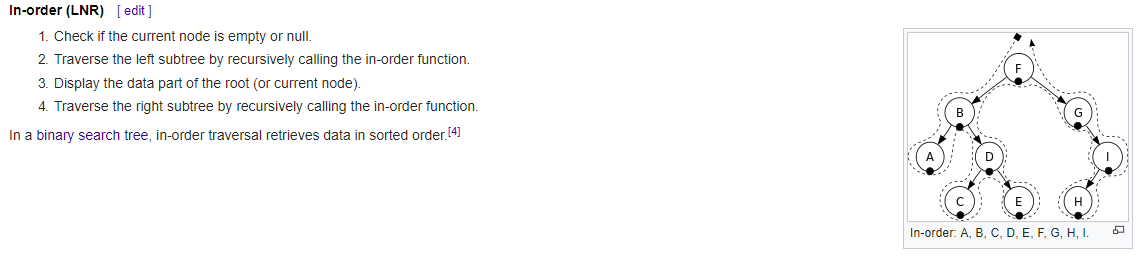 In-order (LNR) [ edit ]
1. Check if the current node is empty or null.
2. Traverse the left subtree by recursively calling the in-order function.
3. Display the data part of the root (or current node).
4. Traverse the right subtree by recursively calling the in-order function.
In a binary search tree, in-order traversal retrieves data in sorted order.[4]
F
B G
A D I
C E H
In-order: A, B, C, D, E, F, G, H, I.